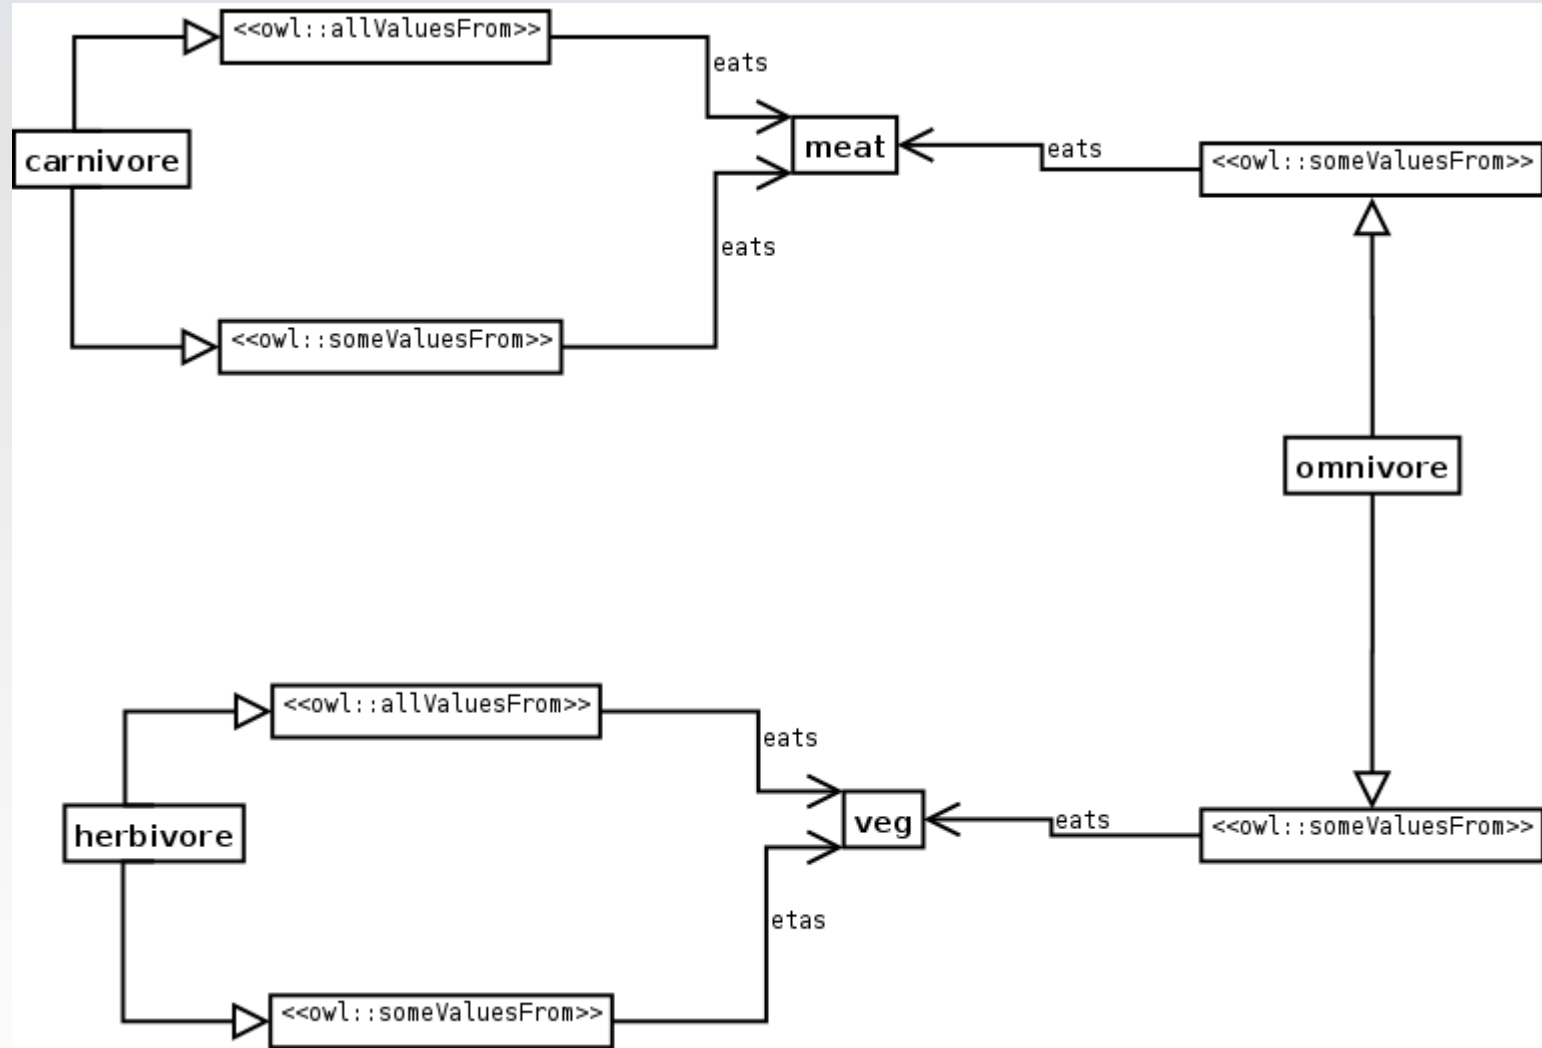 <<owl::allValuesFrom>>
eats
carnivore
meat
eats
<<owl::someValuesFrom>>
eats
<<owl::someValuesFrom>>
omnivore
<<owl::allValuesFrom>>
eats
herbivore
veg
eats
<<owl::someValuesFrom>>
etas
<<owl::someValuesFrom>>